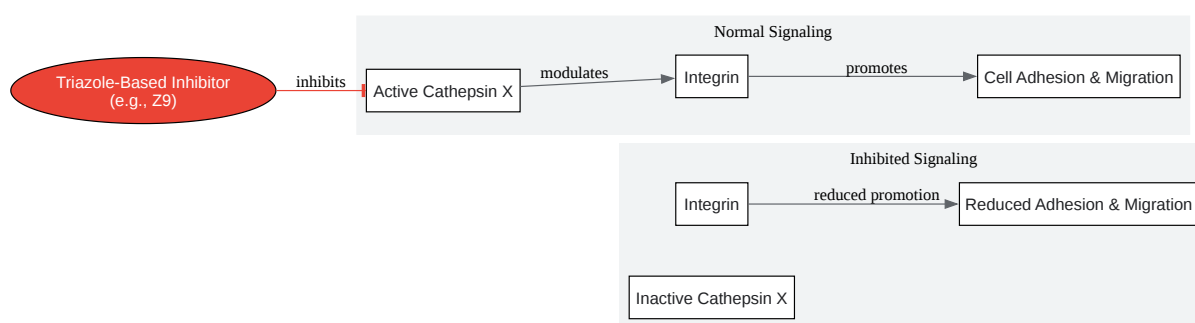 Normal Signaling
Triazole-Based Inhibitor
(e.g., Z9)
inhibits
Active Cathepsin X
modulates
Integrin
promotes
Cell Adhesion & Migration
Inhibited Signaling
Integrin
reduced promotion
Reduced Adhesion & Migration
Inactive Cathepsin X